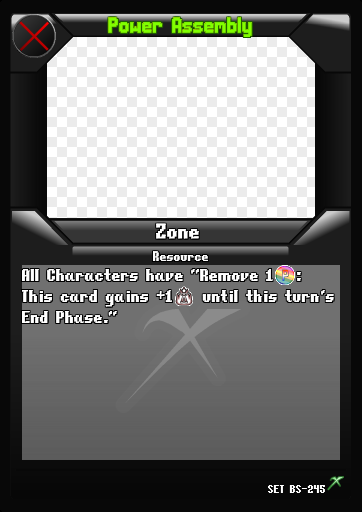 Power Assembly
Zone
Resource
All Characters have "Remove 1 :
This card gains +1 until this turn's
End Phase."
SET BS-245